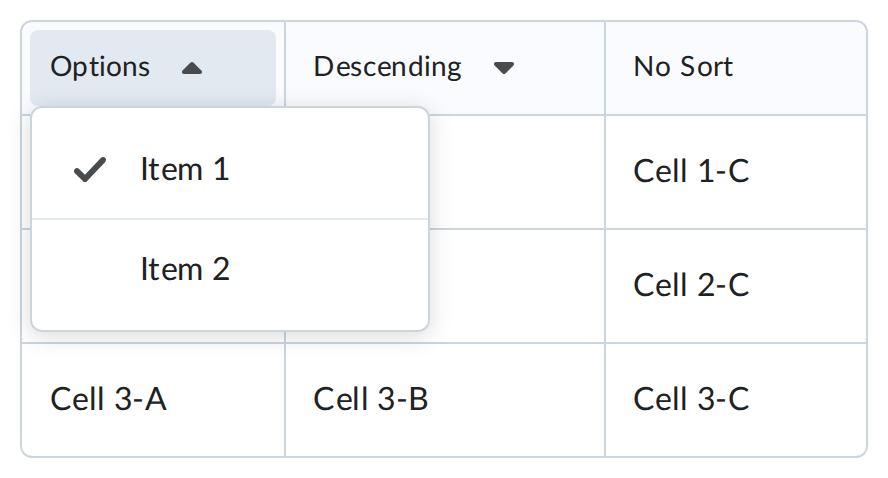 Options Descending No Sort
Item 1 Cell 1-C
Item 2 Cell 2-C
Cell 3-A Cell 3-B Cell 3-C